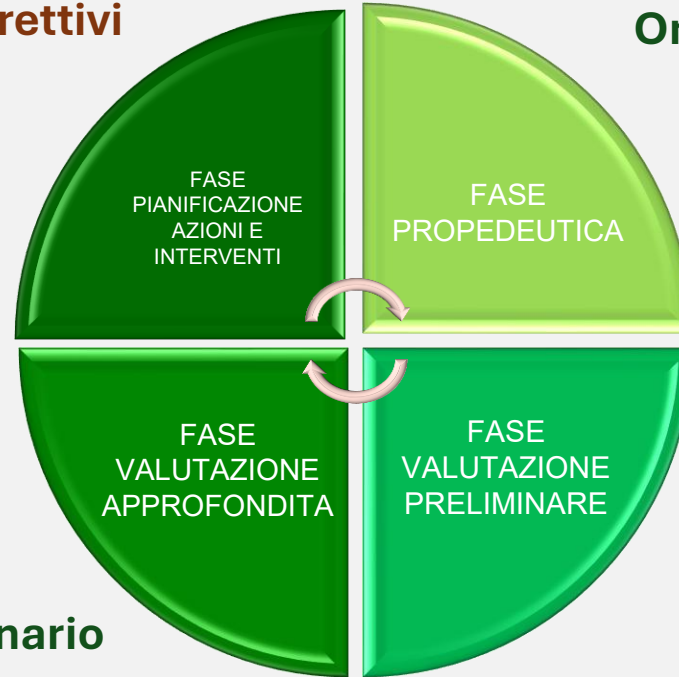 rettivi
Or
FASE
PIANIFICAZIONE
AZIONI E
INTERVENTI
FASE
PROPEDEUTICA
FASE
VALUTAZIONE
APPROFONDITA
FASE
VALUTAZIONE
PRELIMINARE
nario